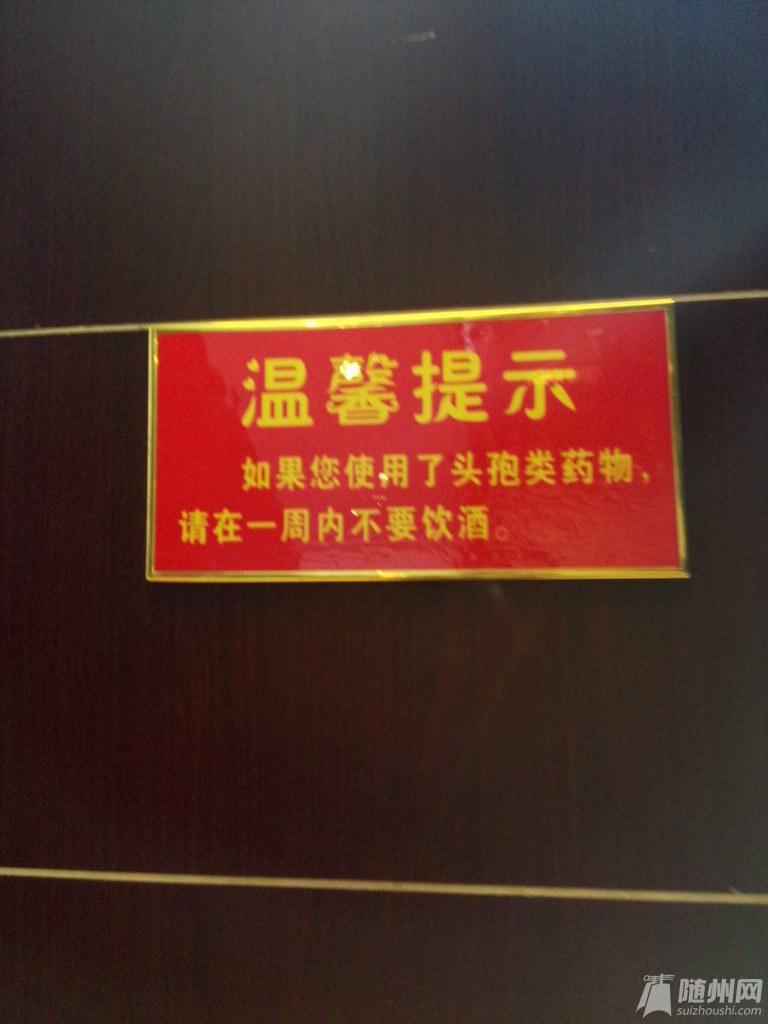 温馨提示
如果您使用了头孢类药物，
请在一周内不要饮酒。
随州网
suizhoushi.com